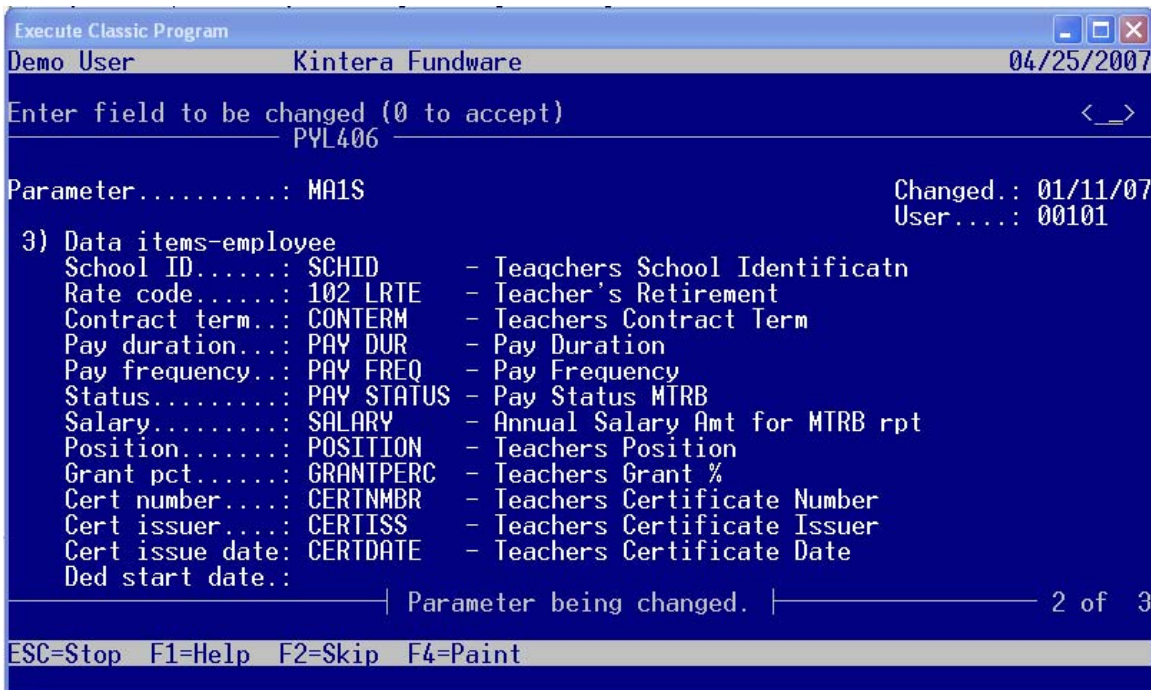 Execute Classic Program
Demo User Kintera Fundware 04/25/2007
Enter field to be changed (0 to accept) <__>
PYL406
Parameter..........: MA1S Changed.: 01/11/07
User....: 00101
3) Data items-employee
School ID......: SCHID - Teaqchers School Identificatn
Rate code......: 102 LRTE - Teacher's Retirement
Contract term..: CONTERM - Teachers Contract Term
Pay duration...: PAY DUR - Pay Duration
Pay frequency..: PAY FREQ - Pay Frequency
Status.........: PAY STATUS - Pay Status MTRB
Salary.........: SALARY - Annual Salary Amt for MTRB rpt
Position.......: POSITION - Teachers Position
Grant pct......: GRANTPERC - Teachers Grant %
Cert number....: CERTNMBR - Teachers Certificate Number
Cert issuer....: CERTISS - Teachers Certificate Issuer
Cert issue date: CERTDATE - Teachers Certificate Date
Ded start date.:
Parameter being changed. 2 of 3
ESC=Stop F1=Help F2=Skip F4=Paint